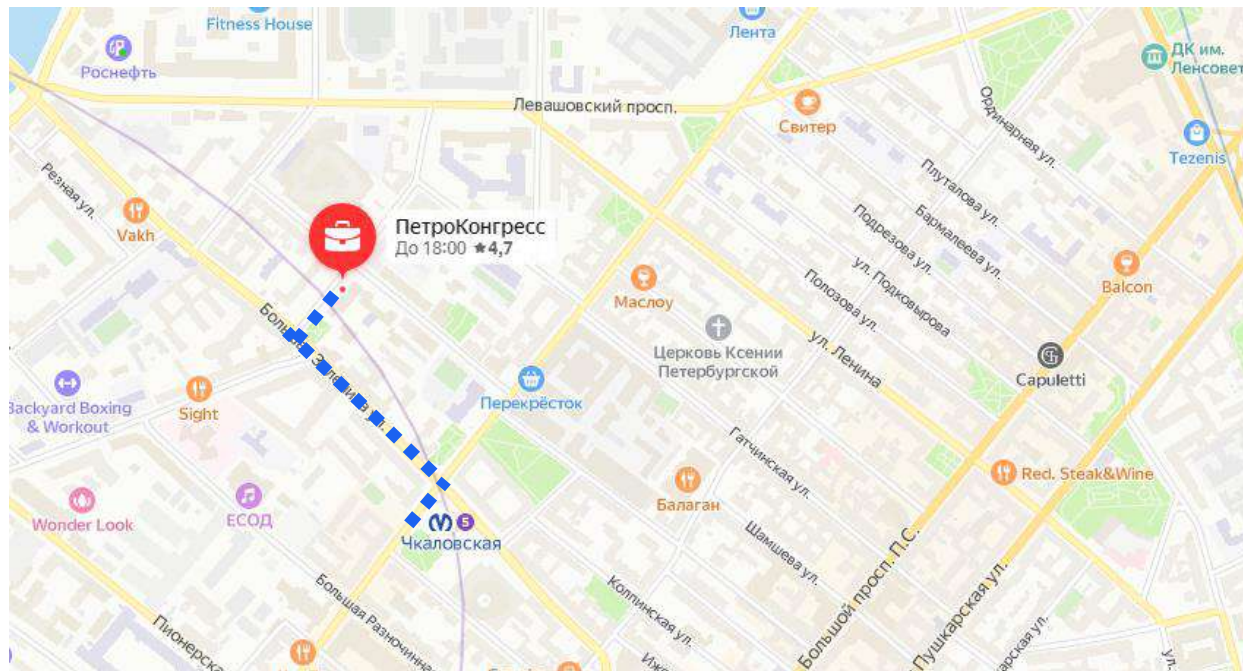 Fitness House
Роснефть
Лента
ДК им.
Ленсовет
Левашовский просп.
Свитер
Ординарная ул.
Tezenis
Резная ул.
Vakh
ПетроКонгресс
До 18:00 ★4,7
Плуталова ул.
Бармалеева ул.
Подрезова ул.
ул. Подковырова
Полозова ул.
Balcon
Маслоу
Церковь Ксении
Петербургской
ул. Ленина
Capuletti
Sight
Backyard Boxing
& Workout
Перекрёсток
Гатчинская ул.
Red. Steak&Wine
Балаган
Wonder Look
ЕСОД
5
Чкаловская
Шамшева ул.
Большой просп. П.С.
Пушкарская ул.
Большая Разночинна
Колпинская ул.
Пионерска